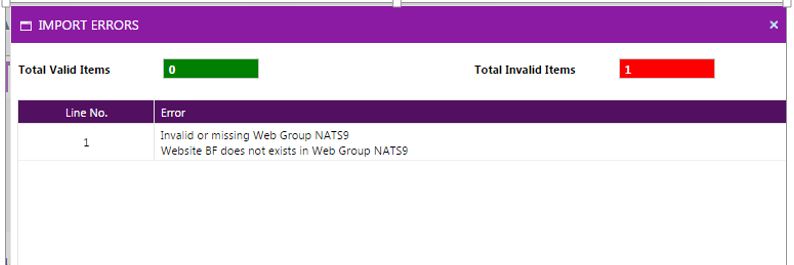 IMPORT ERRORS
Total Valid Items 0 Total Invalid Items 1
Line No. Error
1 Invalid or missing Web Group NATS9
Website BF does not exists in Web Group NATS9